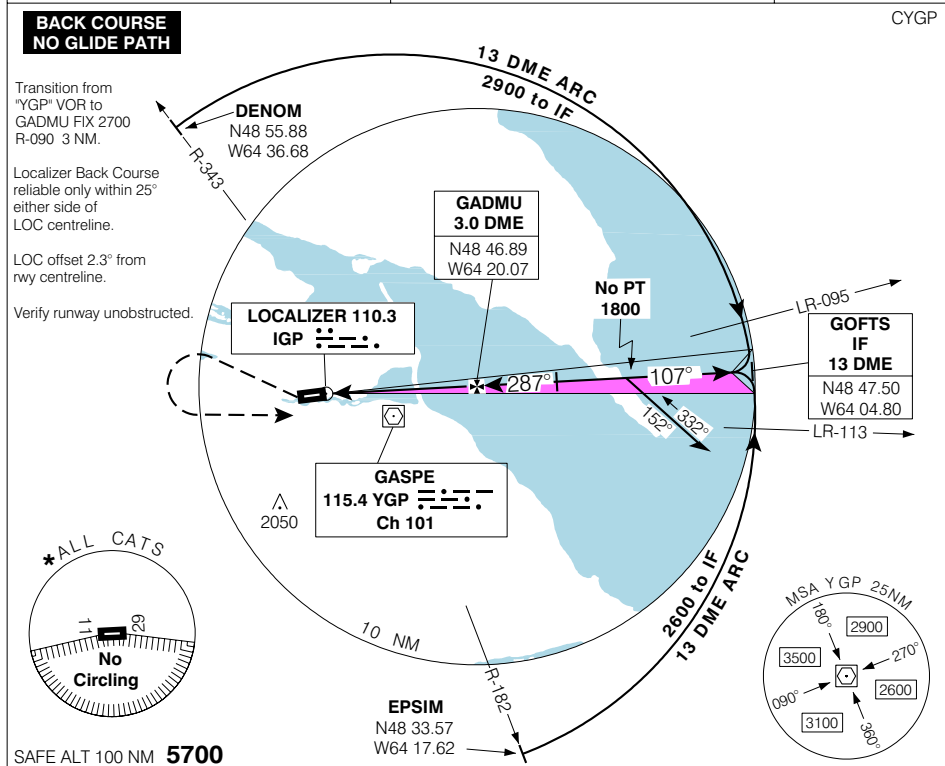 BACK COURSE
NO GLIDE PATH
CYGP
Transition from
"YGP" VOR to
GADMU FIX 2700
R-090 3 NM.
Localizer Back Course
reliable only within 25°
either side of
LOC centreline.
LOC offset 2.3° from
rwy centreline.
Verify runway unobstructed.
13 DME ARC
2900 to IF
DENOM
N48 55.88
W64 36.68
R-343
GADMU
3.0 DME
N48 46.89
W64 20.07
No PT
1800
LR-095
LOCALIZER 110.3
IGP
GOFTS
IF
13 DME
N48 47.50
W64 04.80
287°
107°
152°
332°
LR-113
GASPE
115.4 YGP
Ch 101
2050
*ALL CATS
11
29
No
Circling
10 NM
R-182
2600 to IF
13 DME ARC
EPSIM
N48 33.57
W64 17.62
MSA YGP 25NM
180°
2900
270°
3500
2600
090°
3100
360°
SAFE ALT 100 NM 5700